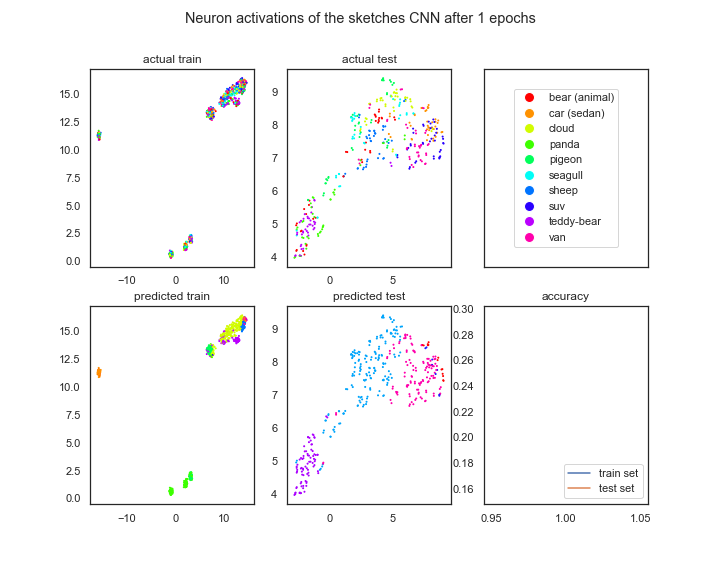 Neuron activations of the sketches CNN after 1 epochs
actual train
15.0
12.5
10.0
7.5
5.0
2.5
0.0
−10
0
10
actual test
9
8
7
6
5
4
0
5
bear (animal)
car (sedan)
cloud
panda
pigeon
seagull
sheep
suv
teddy-bear
van
predicted train
15.0
12.5
10.0
7.5
5.0
2.5
0.0
−10
0
10
predicted test
9
8
7
6
5
4
0
5
accuracy
0.30
0.28
0.26
0.24
0.22
0.20
0.18
0.16
0.95
1.00
1.05
train set
test set